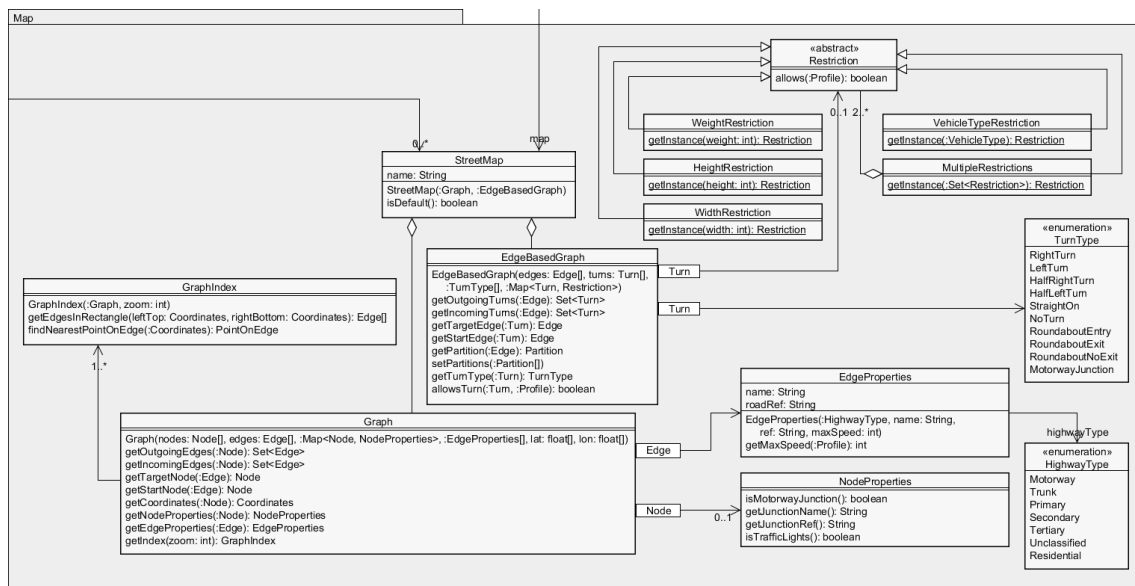 Map
«abstract»
Restriction
allows(:Profile): boolean
0..1
2..*
WeightRestriction
getInstance(weight: int): Restriction
VehicleTypeRestriction
getInstance(:VehicleType): Restriction
HeightRestriction
getInstance(height: int): Restriction
MultipleRestrictions
getInstance(:Set<Restriction>): Restriction
WidthRestriction
getInstance(width: int): Restriction
0..*
map
StreetMap
name: String
StreetMap(:Graph, :EdgeBasedGraph)
isDefault(): boolean
EdgeBasedGraph
EdgeBasedGraph(edges: Edge[], turns: Turn[],
:TurnType[], :Map<Turn, Restriction>)
getOutgoingTurns(:Edge): Set<Turn>
getIncomingTurns(:Edge): Set<Turn>
getTargetEdge(:Turn): Edge
getStartEdge(:Turn): Edge
getPartition(:Edge): Partition
setPartitions(:Partition[])
getTurnType(:Turn): TurnType
allowsTurn(:Turn, :Profile): boolean
Turn
Turn
«enumeration»
TurnType
RightTurn
LeftTurn
HalfRightTurn
HalfLeftTurn
StraightOn
NoTurn
RoundaboutEntry
RoundaboutExit
RoundaboutNoExit
MotorwayJunction
GraphIndex
GraphIndex(:Graph, zoom: int)
getEdgesInRectangle(leftTop: Coordinates, rightBottom: Coordinates): Edge[]
findNearestPointOnEdge(:Coordinates): PointOnEdge
1..*
Graph
Graph(nodes: Node[], edges: Edge[], :Map<Node, NodeProperties>, :EdgeProperties[], lat: float[], lon: float[])
getOutgoingEdges(:Node): Set<Edge>
getIncomingEdges(:Node): Set<Edge>
getTargetNode(:Edge): Node
getStartNode(:Edge): Node
getCoordinates(:Node): Coordinates
getNodeProperties(:Node): NodeProperties
getEdgeProperties(:Edge): EdgeProperties
getIndex(zoom: int): GraphIndex
Edge
Node
0..1
EdgeProperties
name: String
roadRef: String
EdgeProperties(:HighwayType, name: String,
ref: String, maxSpeed: int)
getMaxSpeed(:Profile): int
NodeProperties
isMotorwayJunction(): boolean
getJunctionName(): String
getJunctionRef(): String
isTrafficLights(): boolean
highwayType
«enumeration»
HighwayType
Motorway
Trunk
Primary
Secondary
Tertiary
Unclassified
Residential